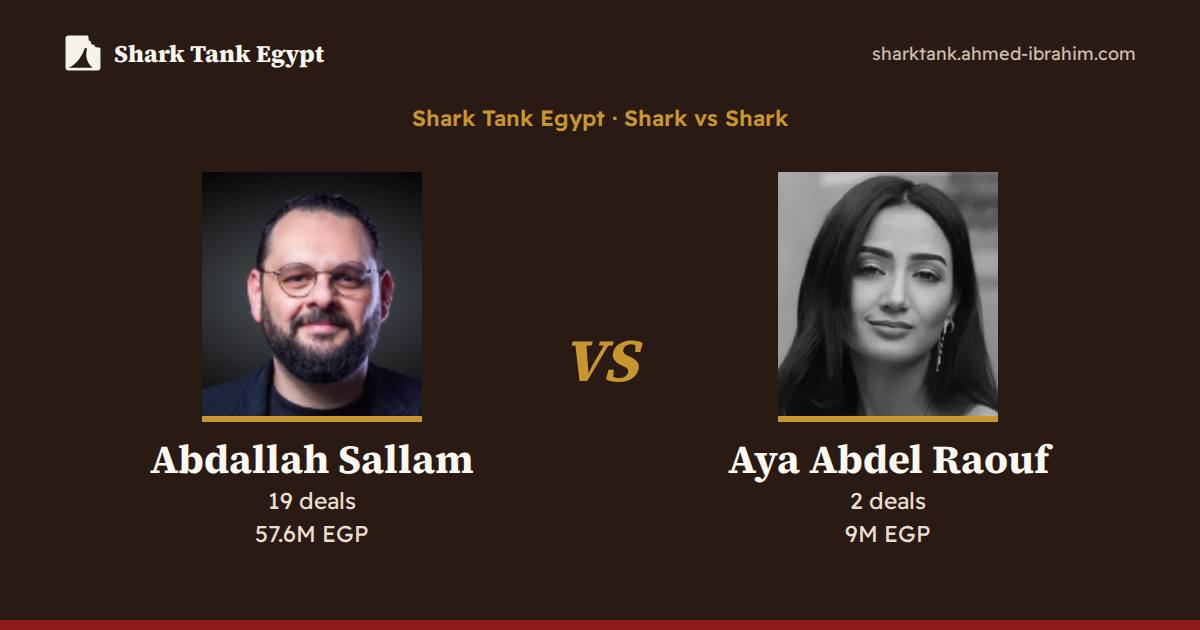 Shark Tank Egypt
sharktank.ahmed-ibrahim.com
Shark Tank Egypt · Shark vs Shark
VS
Abdallah Sallam
19 deals
57.6M EGP
Aya Abdel Raouf
2 deals
9M EGP